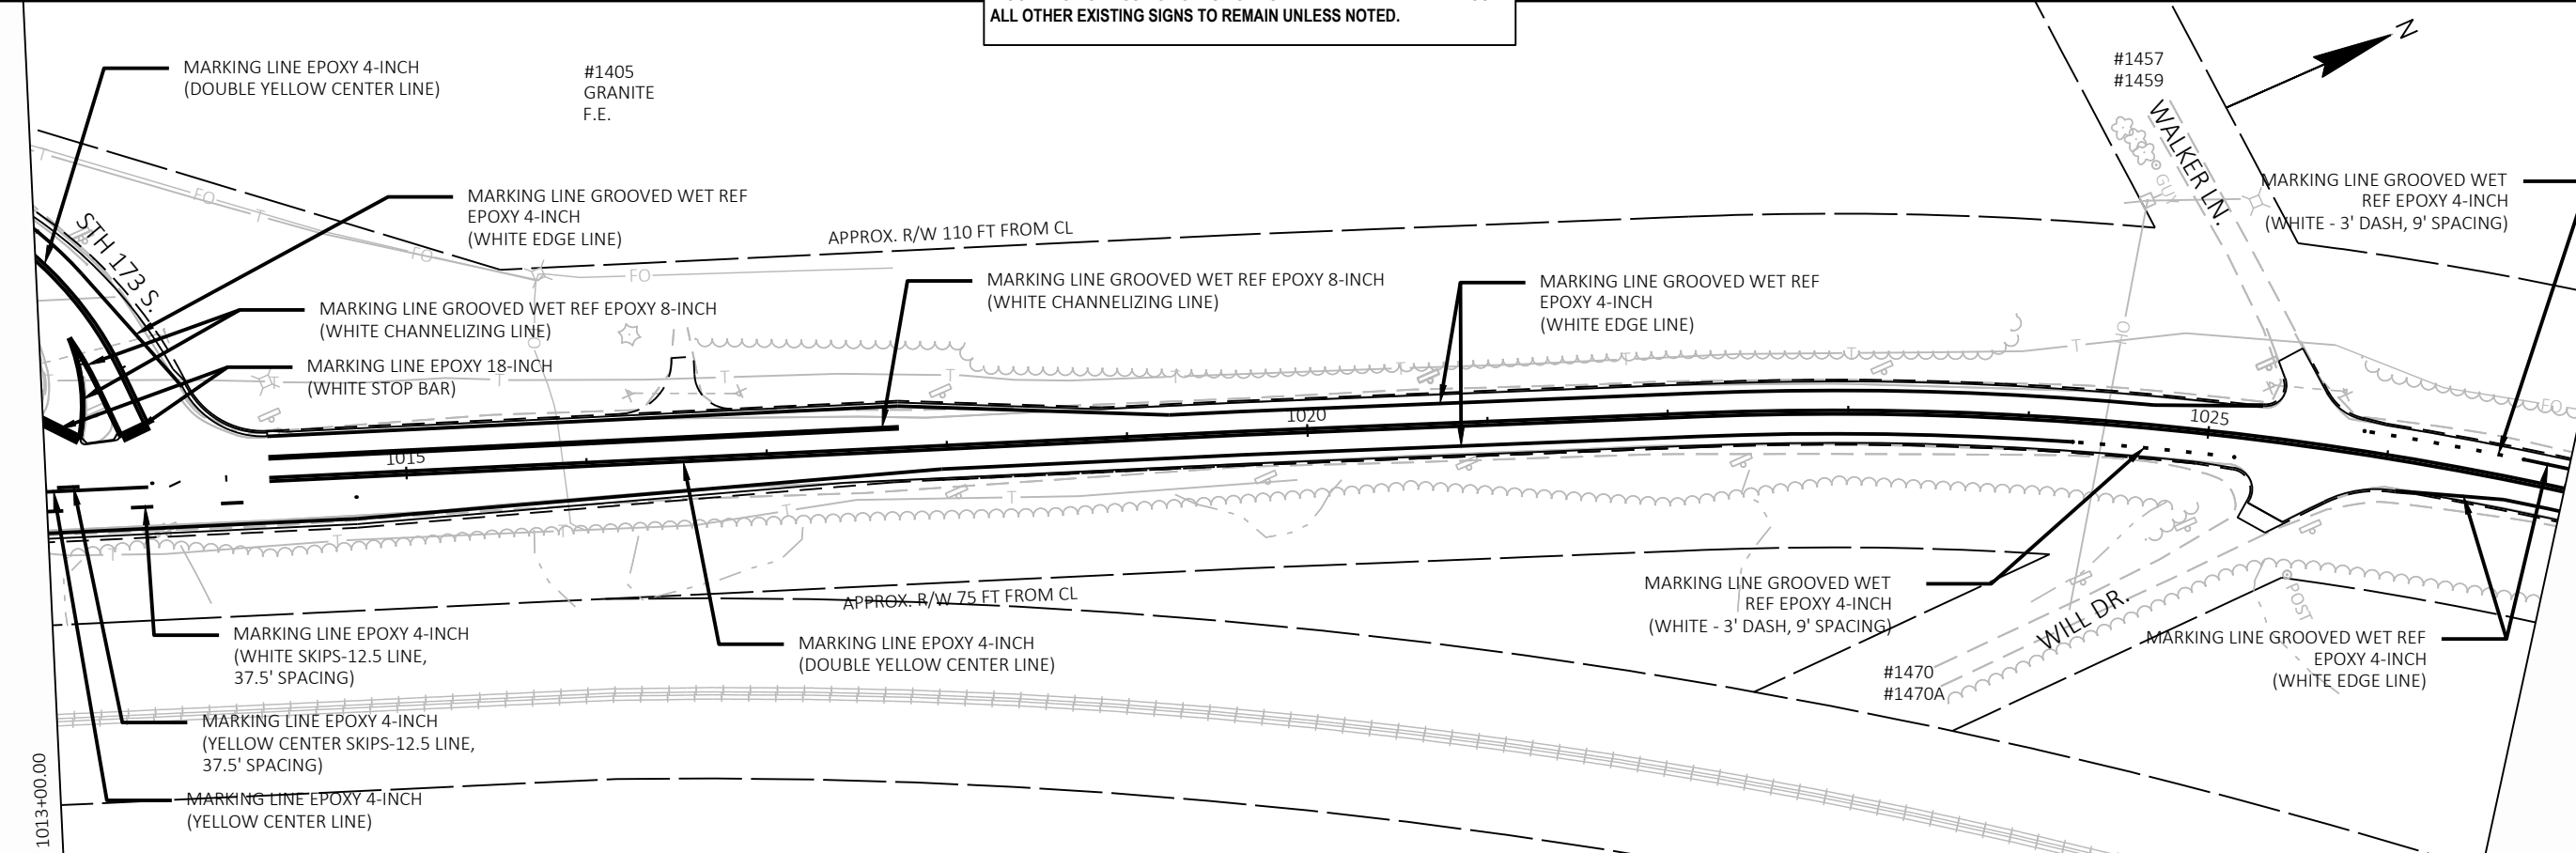 ALL OTHER EXISTING SIGNS TO REMAIN UNLESS NOTED.
MARKING LINE EPOXY 4-INCH
(DOUBLE YELLOW CENTER LINE)
#1405
GRANITE
F.E.
#1457
#1459
N
WALKER LN.
GUY
MARKING LINE GROOVED WET
REF EPOXY 4-INCH
(WHITE - 3' DASH, 9' SPACING)
STH 173 S.
MARKING LINE GROOVED WET REF
EPOXY 4-INCH
(WHITE EDGE LINE)
APPROX. R/W 110 FT FROM CL
MARKING LINE GROOVED WET REF EPOXY 8-INCH
(WHITE CHANNELIZING LINE)
MARKING LINE EPOXY 18-INCH
(WHITE STOP BAR)
MARKING LINE GROOVED WET REF EPOXY 8-INCH
(WHITE CHANNELIZING LINE)
MARKING LINE GROOVED WET REF
EPOXY 4-INCH
(WHITE EDGE LINE)
FO
FO
FO
FO
T
T
T
T
T
T
T
T
T
T
T
T
T
T
OH
1015
1020
1025
APPROX. R/W 75 FT FROM CL
MARKING LINE EPOXY 4-INCH
(WHITE SKIPS-12.5 LINE,
37.5' SPACING)
MARKING LINE EPOXY 4-INCH
(DOUBLE YELLOW CENTER LINE)
MARKING LINE GROOVED WET
REF EPOXY 4-INCH
(WHITE - 3' DASH, 9' SPACING)
WILL DR.
POST
#1470
#1470A
MARKING LINE GROOVED WET REF
EPOXY 4-INCH
(WHITE EDGE LINE)
MARKING LINE EPOXY 4-INCH
(YELLOW CENTER SKIPS-12.5 LINE,
37.5' SPACING)
MARKING LINE EPOXY 4-INCH
(YELLOW CENTER LINE)
1013+00.00